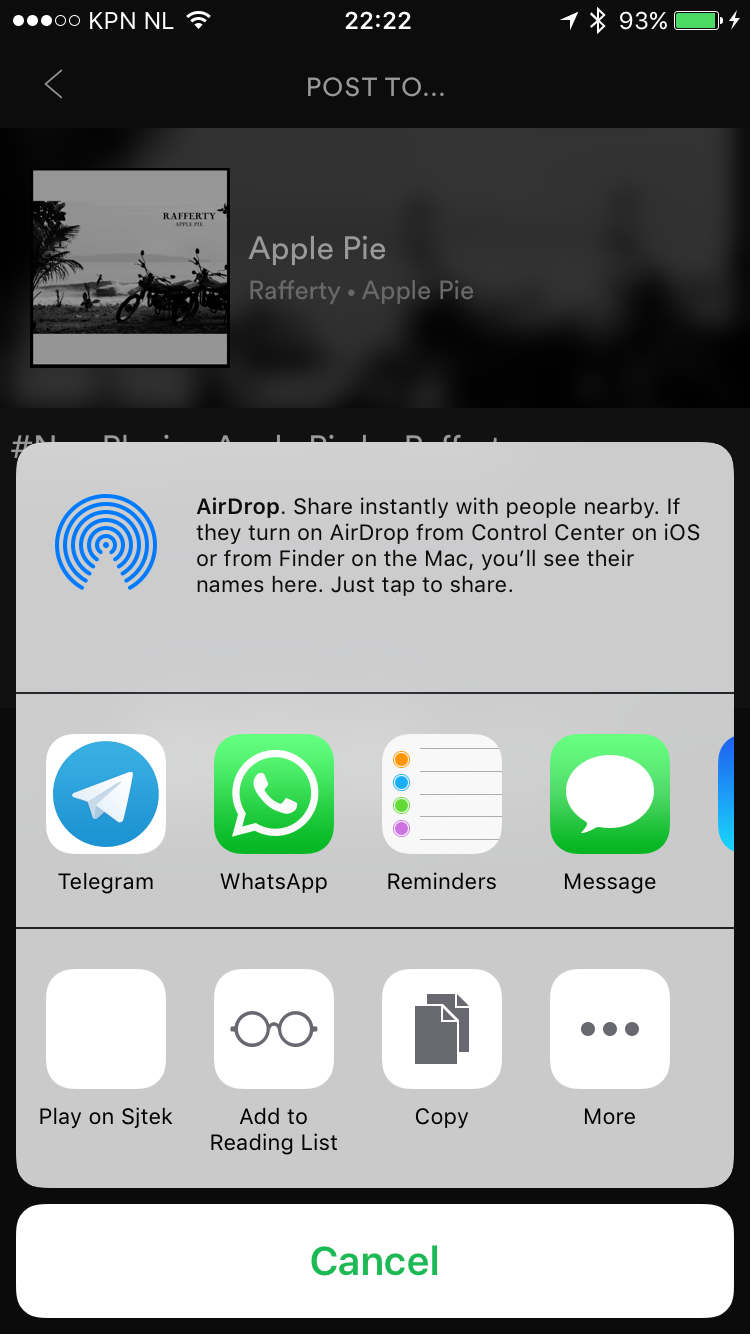 KPN NL 22:22 93%
POST TO...
RAFFERTY
APPLE PIE
Apple Pie
Rafferty • Apple Pie
AirDrop. Share instantly with people nearby. If
they turn on AirDrop from Control Center on iOS
or from Finder on the Mac, you’ll see their
names here. Just tap to share.
Telegram WhatsApp Reminders Message
Play on Sjtek Add to Copy More
Reading List
Cancel